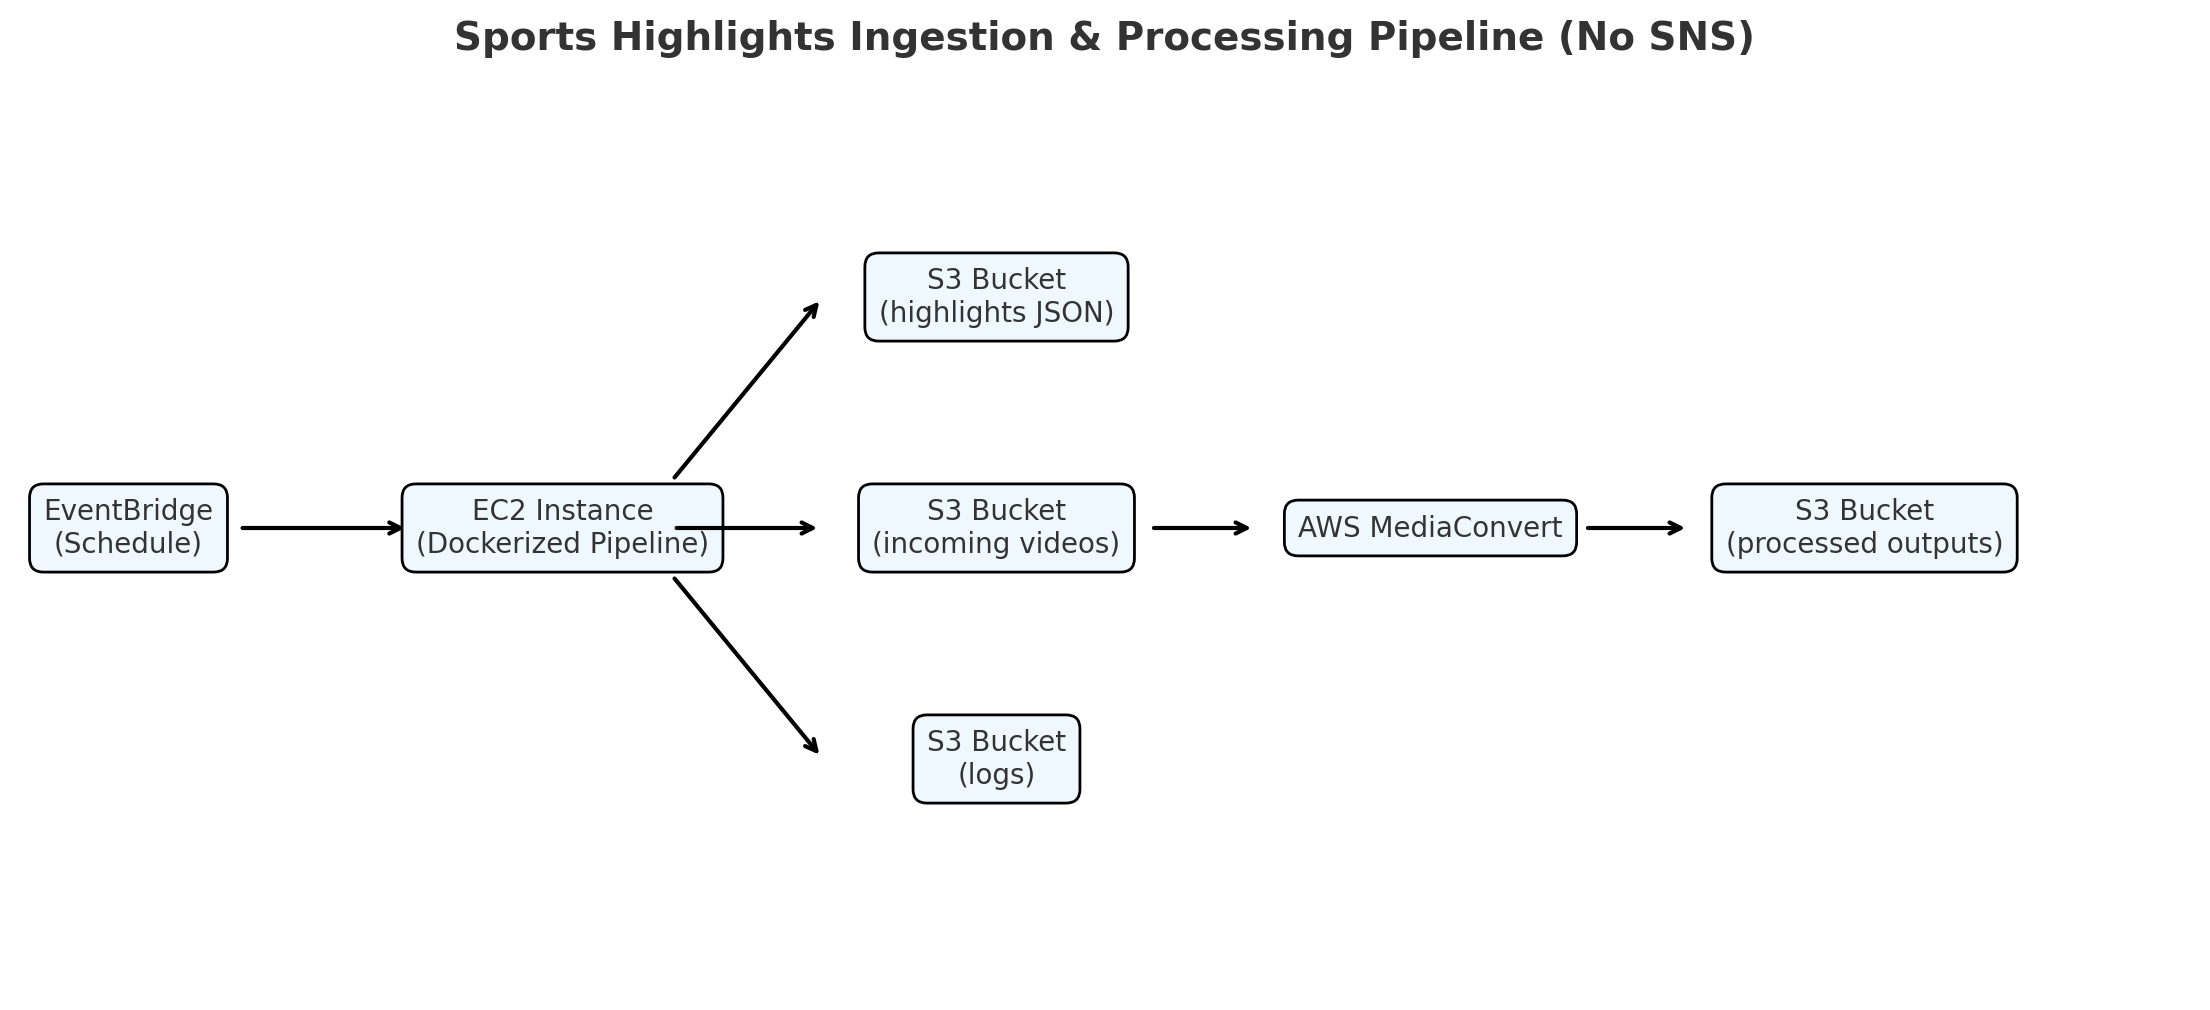 Sports Highlights Ingestion & Processing Pipeline (No SNS)
S3 Bucket
(highlights JSON)
EventBridge
(Schedule)
EC2 Instance
(Dockerized Pipeline)
S3 Bucket
(incoming videos)
AWS MediaConvert
S3 Bucket
(processed outputs)
S3 Bucket
(logs)